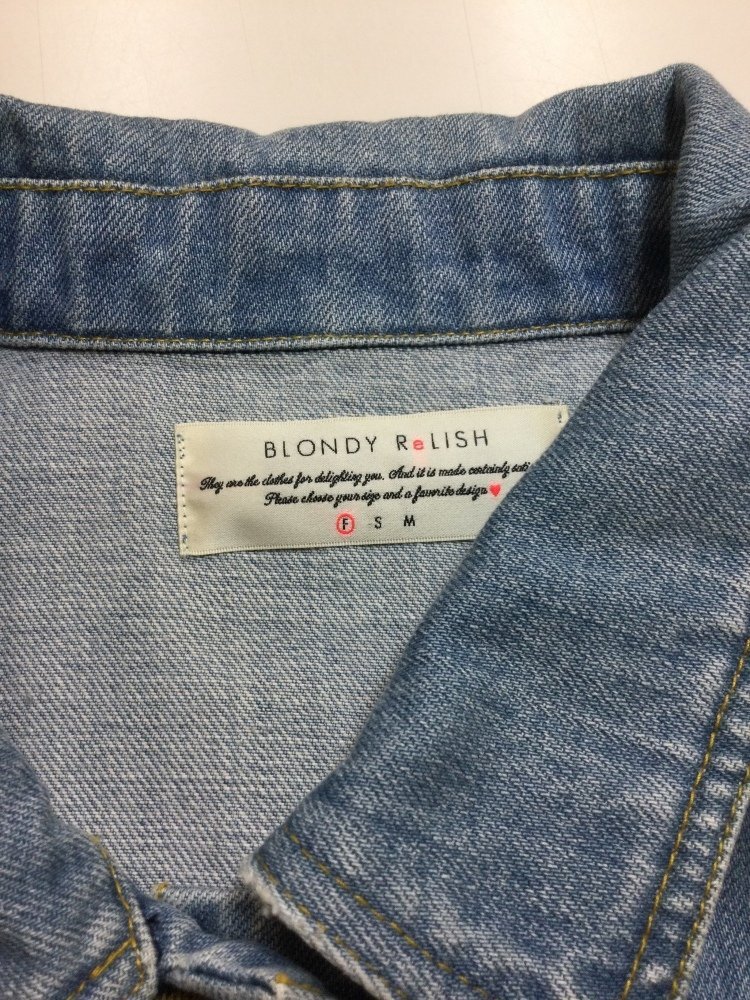 BLONDY ReLISH
They are the clothes for delighting you. And it is made certainly
Please choose your size and a favorite design ♥
F S M